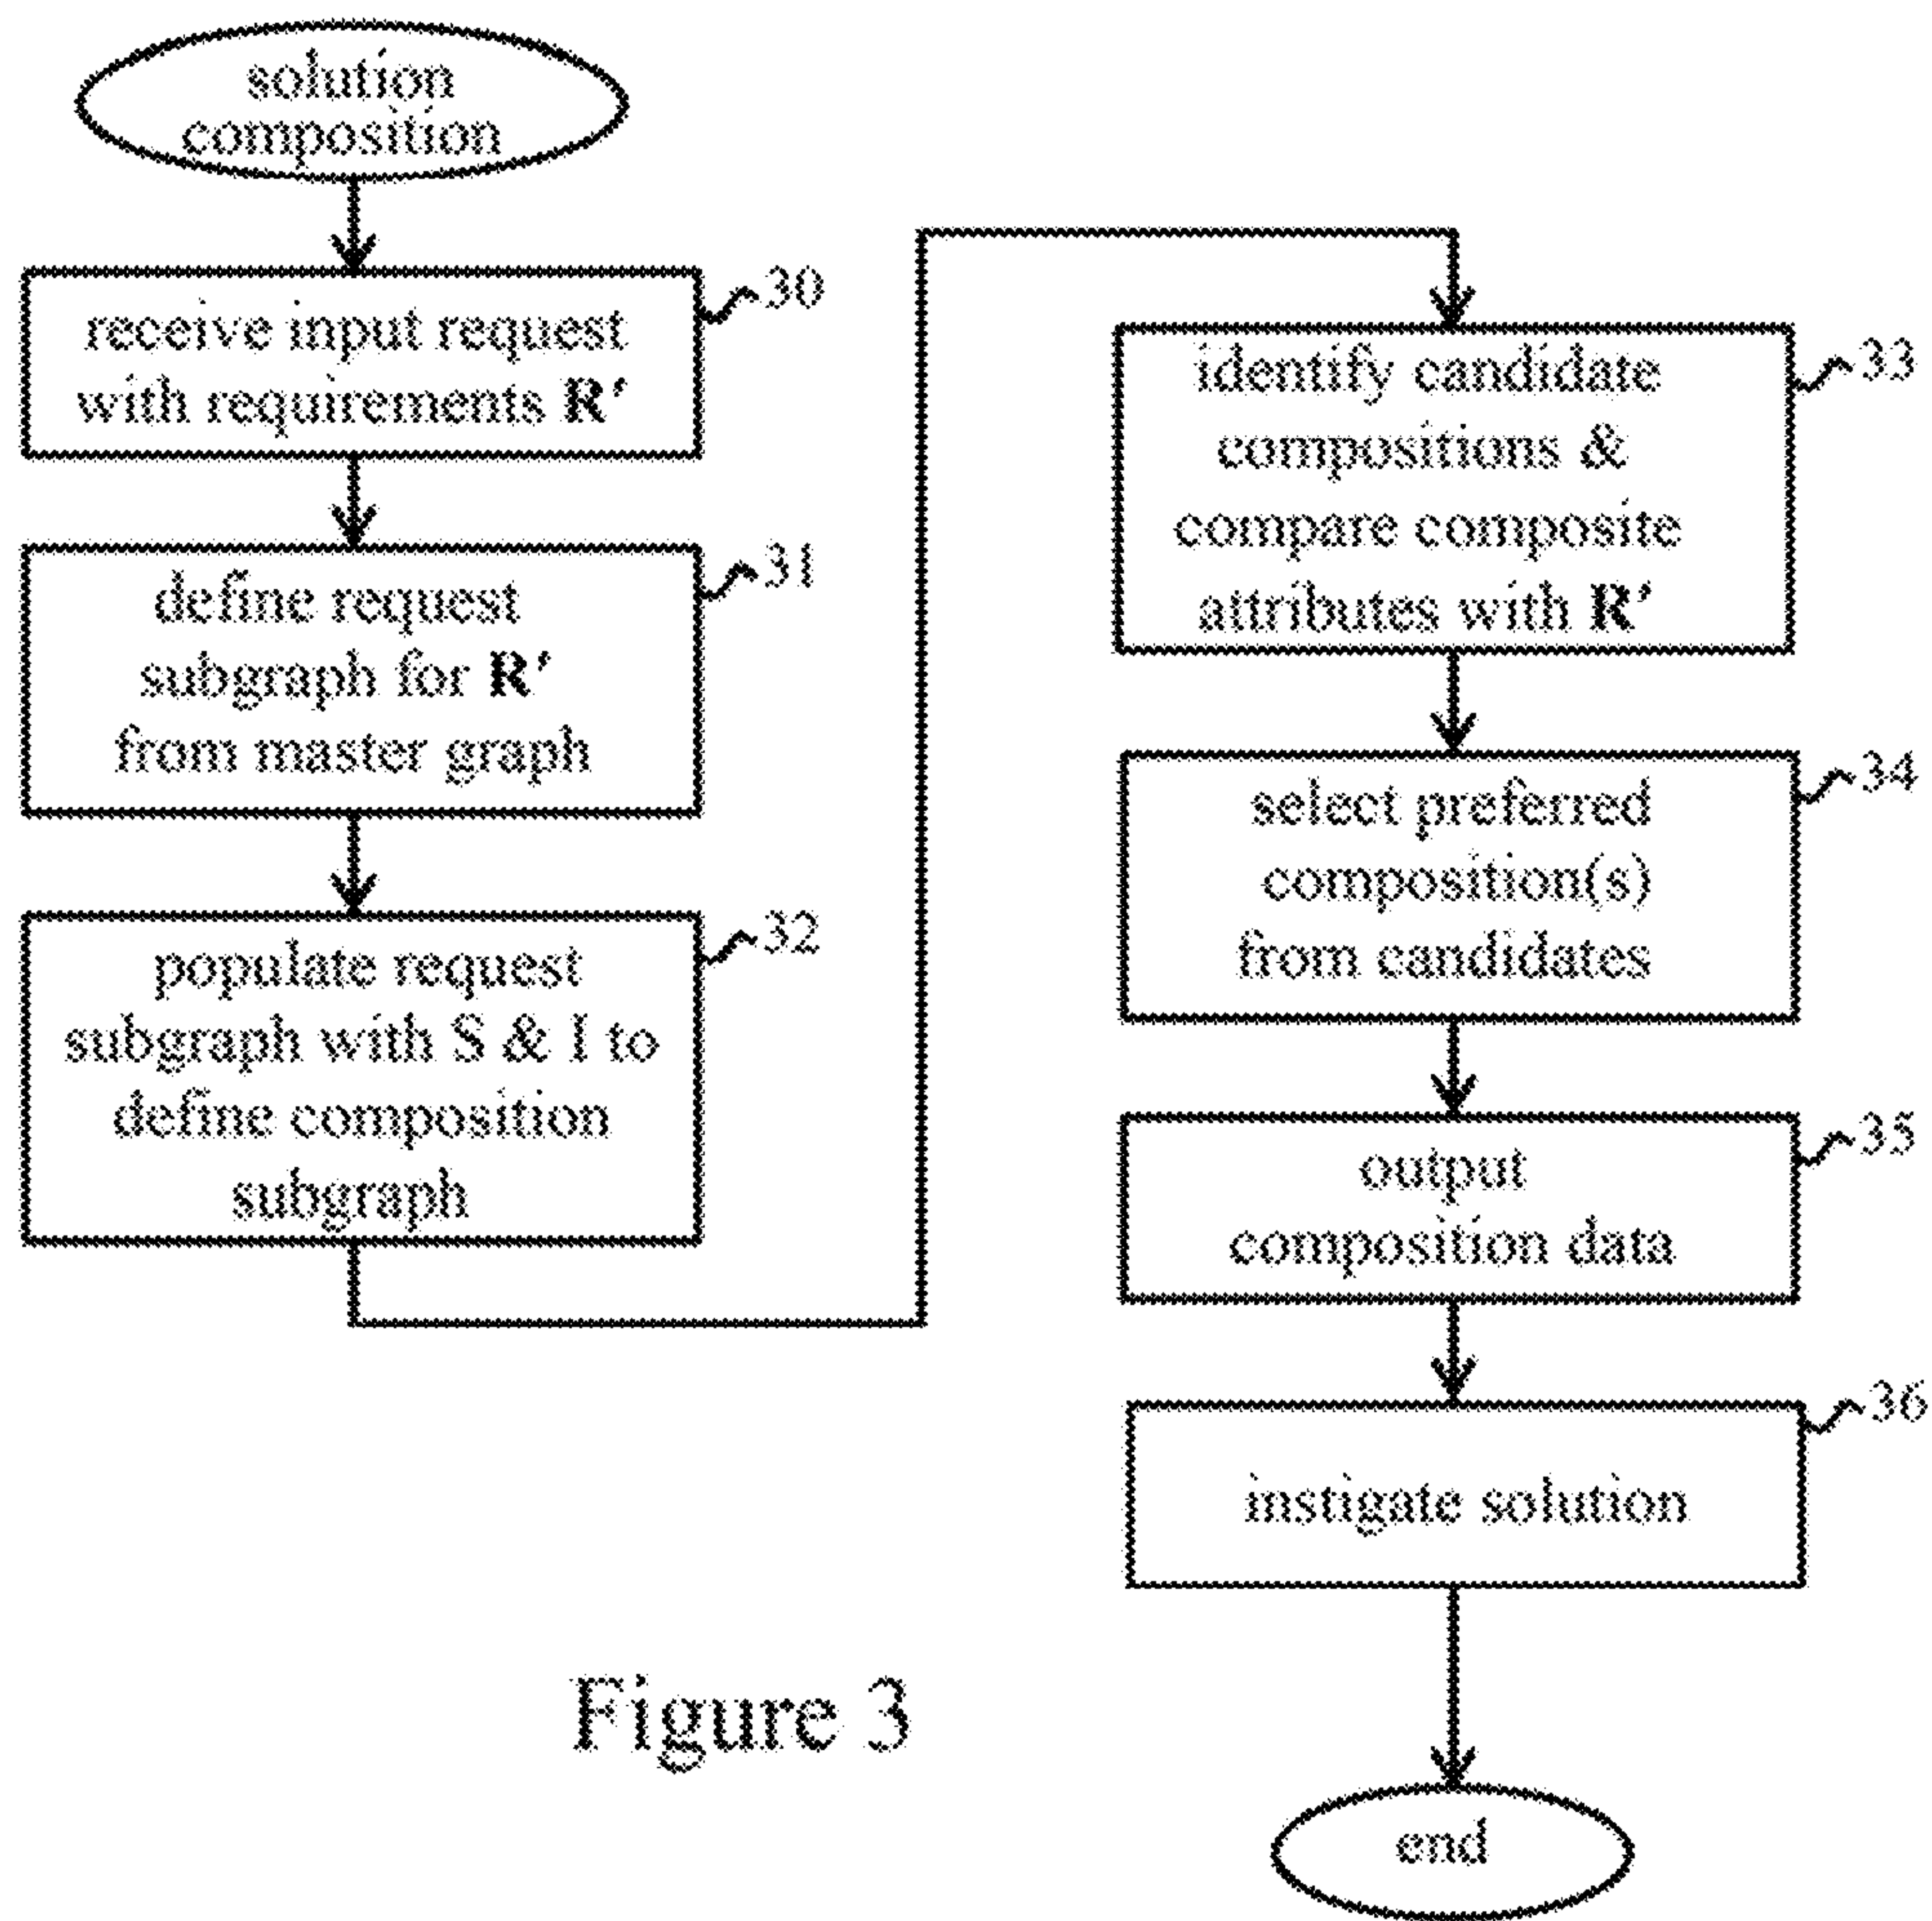 solution
composition
receive input request
with requirements R'
30
define request
subgraph for R'
from master graph
31
populate request
subgraph with S & I to
define composition
subgraph
32
identify candidate
compositions &
compare composite
attributes with R'
33
select preferred
composition(s)
from candidates
34
output
composition data
35
instigate solution
36
end
Figure 3